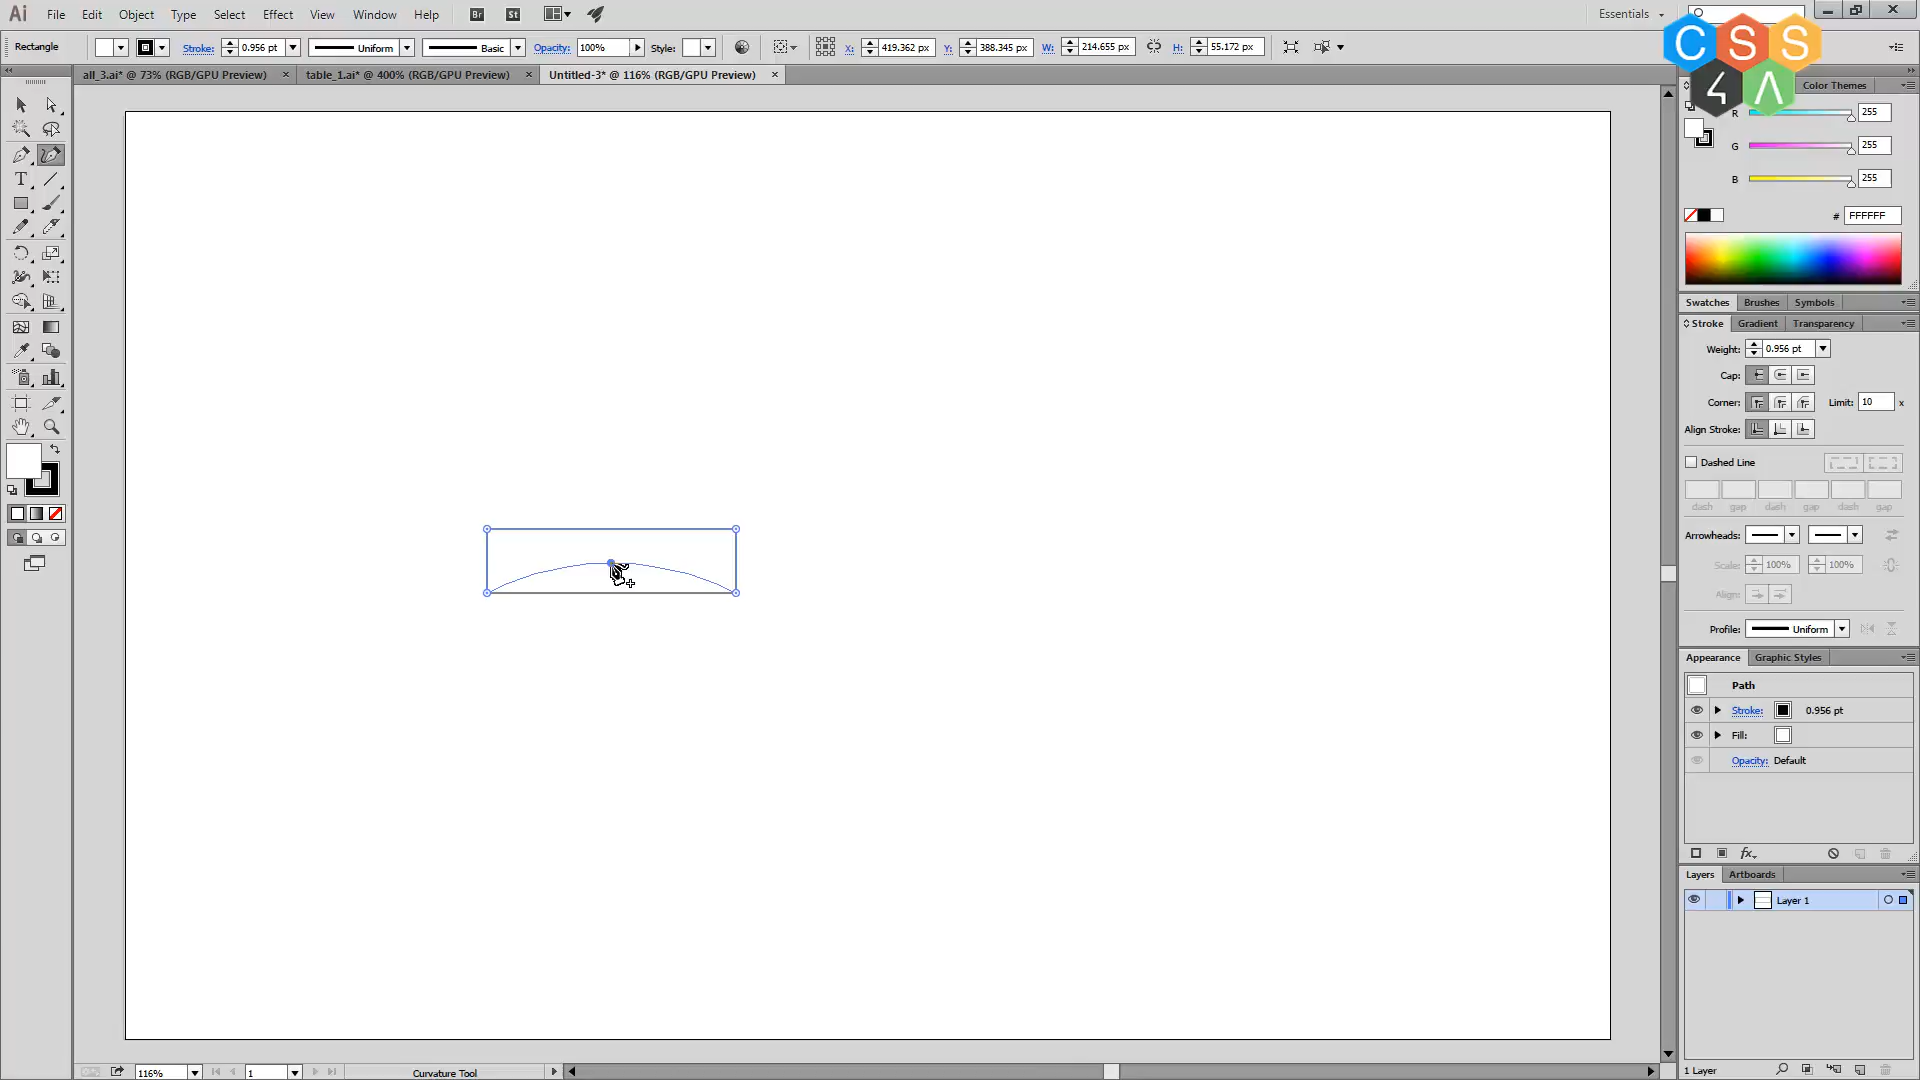 Ai File Edit Object Type Select Effect View Window Help Br St Essentials
CSS
4Λ
Rectangle Stroke: 0.956 pt Uniform Basic Opacity: 100% Style: X: 419.362 px Y: 388.345 px W: 214.655 px H: 55.172 px
all_3.ai* @ 73% (RGB/GPU Preview) × table_1.ai* @ 400% (RGB/GPU Preview) × Untitled-3* @ 116% (RGB/GPU Preview) ×
Color Themes
R 255
G 255
B 255
# FFFFFF
Swatches Brushes Symbols
Stroke Gradient Transparency
Weight: 0.956 pt
Cap:
Corner: Limit: 10 x
Align Stroke:
Dashed Line
dash gap dash gap dash gap
Arrowheads:
Scale: 100% 100%
Align:
Profile: Uniform
Appearance Graphic Styles
Path
Stroke: 0.956 pt
Fill:
Opacity: Default
fx
Layers Artboards
Layer 1
1 Layer
116% 1 Curvature Tool